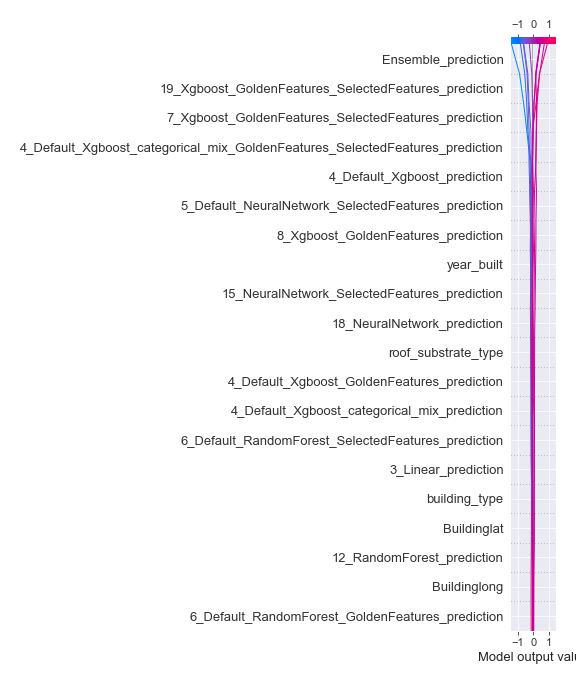 −1 0 1
Ensemble_prediction
19_Xgboost_GoldenFeatures_SelectedFeatures_prediction
7_Xgboost_GoldenFeatures_SelectedFeatures_prediction
4_Default_Xgboost_categorical_mix_GoldenFeatures_SelectedFeatures_prediction
4_Default_Xgboost_prediction
5_Default_NeuralNetwork_SelectedFeatures_prediction
8_Xgboost_GoldenFeatures_prediction
year_built
15_NeuralNetwork_SelectedFeatures_prediction
18_NeuralNetwork_prediction
roof_substrate_type
4_Default_Xgboost_GoldenFeatures_prediction
4_Default_Xgboost_categorical_mix_prediction
6_Default_RandomForest_SelectedFeatures_prediction
3_Linear_prediction
building_type
Buildinglat
12_RandomForest_prediction
Buildinglong
6_Default_RandomForest_GoldenFeatures_prediction
−1 0 1
Model output valu